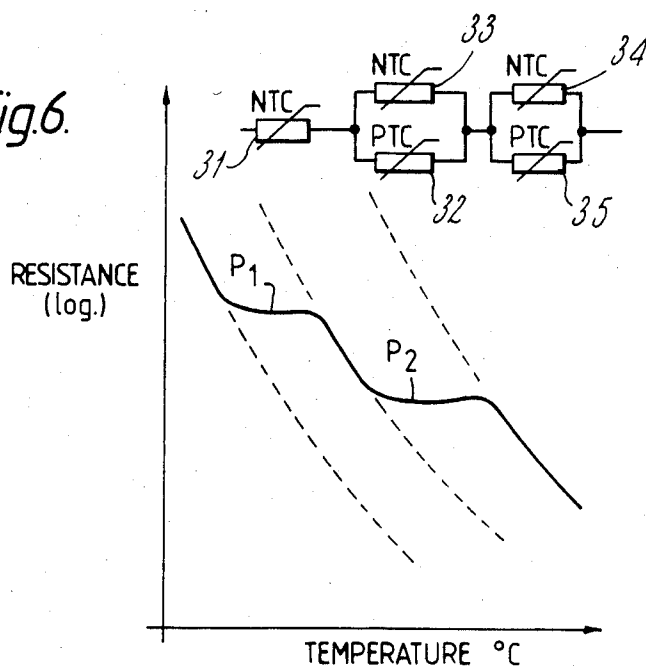 Fig.6.
33
34
NTC
NTC
NTC
PTC
PTC
31
32
35
RESISTANCE
(log.)
P1
P2
TEMPERATURE °C